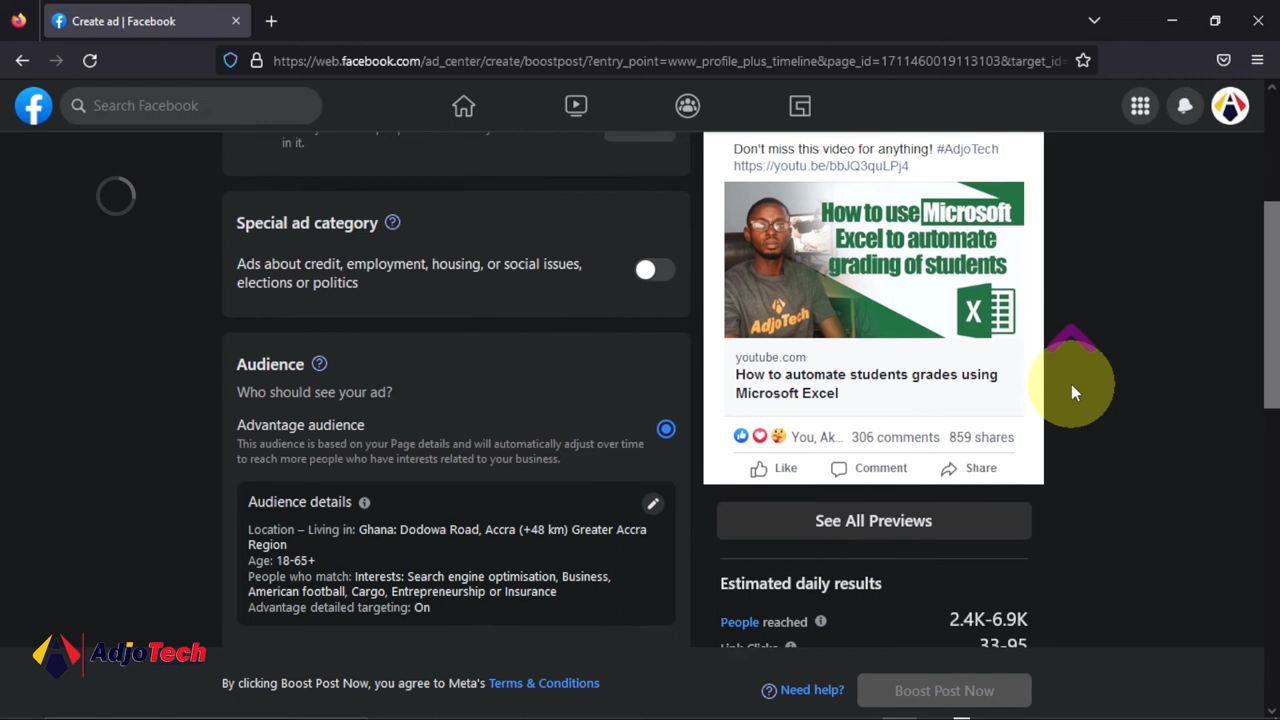 Create ad | Facebook
https://web.facebook.com/ad_center/create/boostpost/?entry_point=www_profile_plus_timeline&page_id=1711460019113103&target_id=
Search Facebook
in it.
Special ad category
Ads about credit, employment, housing, or social issues,
elections or politics
Audience
Who should see your ad?
Advantage audience
This audience is based on your Page details and will automatically adjust over time
to reach more people who have interests related to your business.
Audience details
Location – Living in: Ghana: Dodowa Road, Accra (+48 km) Greater Accra
Region
Age: 18-65+
People who match: Interests: Search engine optimisation, Business,
American football, Cargo, Entrepreneurship or Insurance
Advantage detailed targeting: On
Don't miss this video for anything! #AdjoTech
https://youtu.be/bbJQ3quLPj4
How to use Microsoft
Excel to automate
grading of students
AdjoTech
X
youtube.com
How to automate students grades using
Microsoft Excel
You, Ak... 306 comments 859 shares
Like Comment Share
See All Previews
Estimated daily results
People reached 2.4K-6.9K
Link Clicks 33-95
AdjoTech
By clicking Boost Post Now, you agree to Meta's Terms & Conditions
Need help?
Boost Post Now